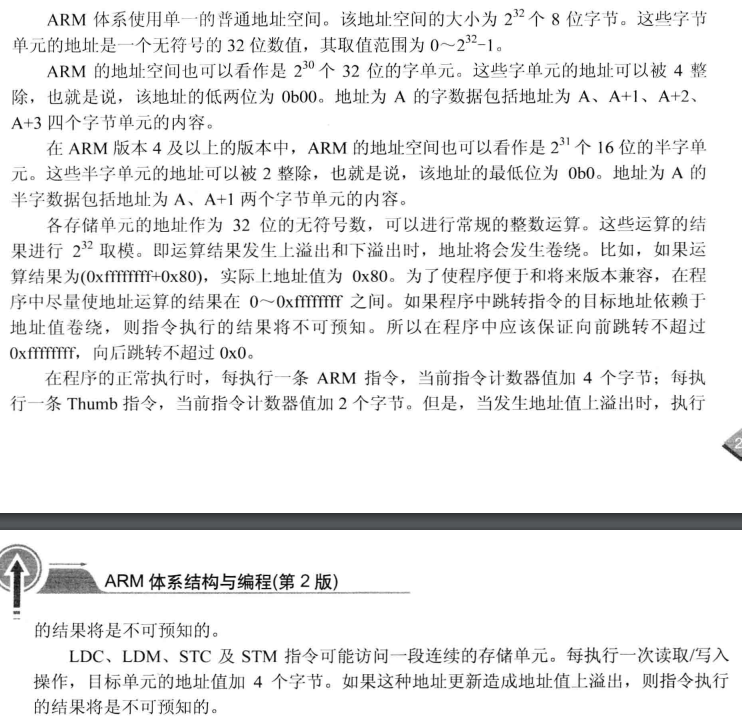 ARM 体系使用单一的普通地址空间。该地址空间的大小为 2³² 个 8 位字节。这些字节
单元的地址是一个无符号的 32 位数值，其取值范围为 0～2³²-1。
ARM 的地址空间也可以看作是 2³⁰ 个 32 位的字单元。这些字单元的地址可以被 4 整
除，也就是说，该地址的低两位为 0b00。地址为 A 的字数据包括地址为 A、A+1、A+2、
A+3 四个字节单元的内容。
在 ARM 版本 4 及以上的版本中，ARM 的地址空间也可以看作是 2³¹ 个 16 位的半字单
元。这些半字单元的地址可以被 2 整除，也就是说，该地址的最低位为 0b0。地址为 A 的
半字数据包括地址为 A、A+1 两个字节单元的内容。
各存储单元的地址作为 32 位的无符号数，可以进行常规的整数运算。这些运算的结
果进行 2³² 取模。即运算结果发生上溢出和下溢出时，地址将会发生卷绕。比如，如果运
算结果为(0xffffffff+0x80)，实际上地址值为 0x80。为了使程序便于和将来版本兼容，在程
序中尽量使地址运算的结果在 0～0xffffffff 之间。如果程序中跳转指令的目标地址依赖于
地址值卷绕，则指令执行的结果将不可预知。所以在程序中应该保证向前跳转不超过
0xffffffff，向后跳转不超过 0x0。
在程序的正常执行时，每执行一条 ARM 指令，当前指令计数器值加 4 个字节；每执
行一条 Thumb 指令，当前指令计数器值加 2 个字节。但是，当发生地址值上溢出时，执行
2
ARM 体系结构与编程(第 2 版)
的结果将是不可预知的。
LDC、LDM、STC 及 STM 指令可能访问一段连续的存储单元。每执行一次读取/写入
操作，目标单元的地址值加 4 个字节。如果这种地址更新造成地址值上溢出，则指令执行
的结果将是不可预知的。